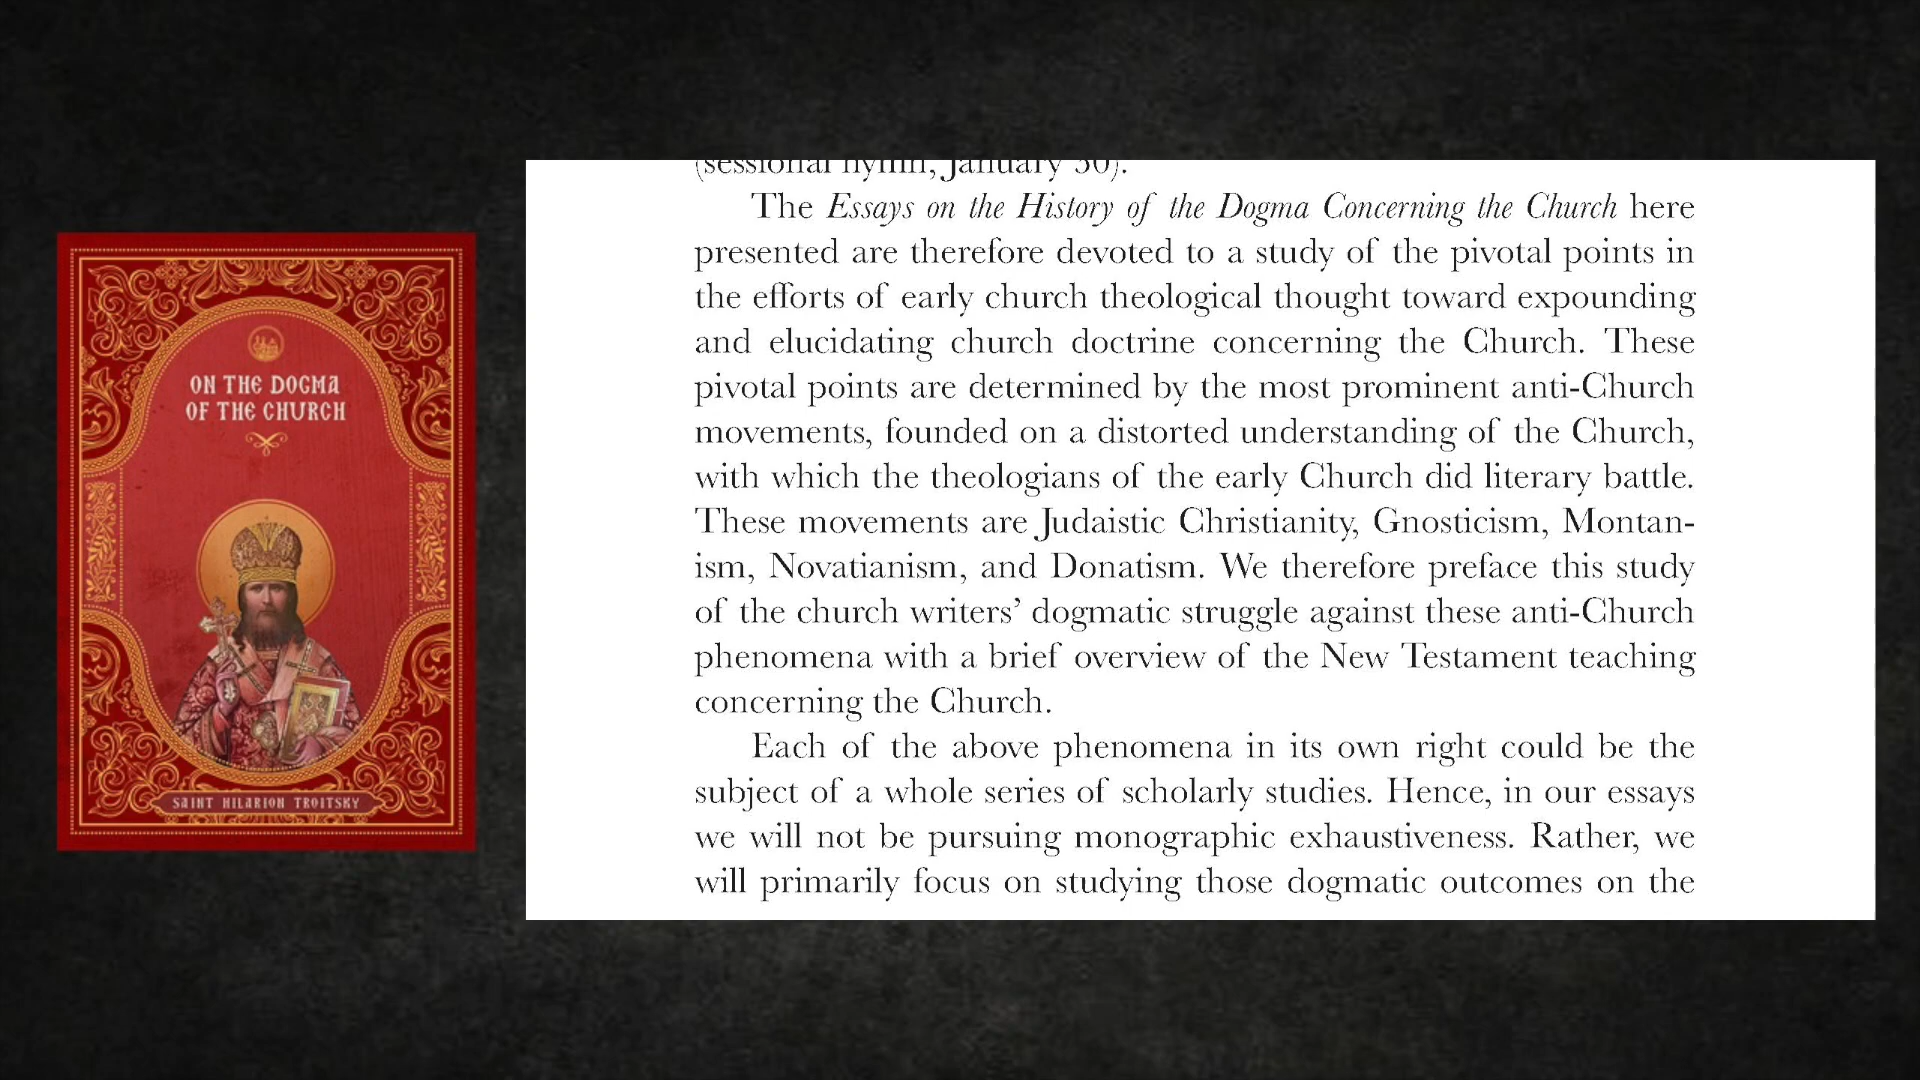 ON THE DOGMA
OF THE CHURCH
SAINT HILARION TROITSKY
(sessional hymn, January 30).
The Essays on the History of the Dogma Concerning the Church here
presented are therefore devoted to a study of the pivotal points in
the efforts of early church theological thought toward expounding
and elucidating church doctrine concerning the Church. These
pivotal points are determined by the most prominent anti-Church
movements, founded on a distorted understanding of the Church,
with which the theologians of the early Church did literary battle.
These movements are Judaistic Christianity, Gnosticism, Montan-
ism, Novatianism, and Donatism. We therefore preface this study
of the church writers’ dogmatic struggle against these anti-Church
phenomena with a brief overview of the New Testament teaching
concerning the Church.
Each of the above phenomena in its own right could be the
subject of a whole series of scholarly studies. Hence, in our essays
we will not be pursuing monographic exhaustiveness. Rather, we
will primarily focus on studying those dogmatic outcomes on the